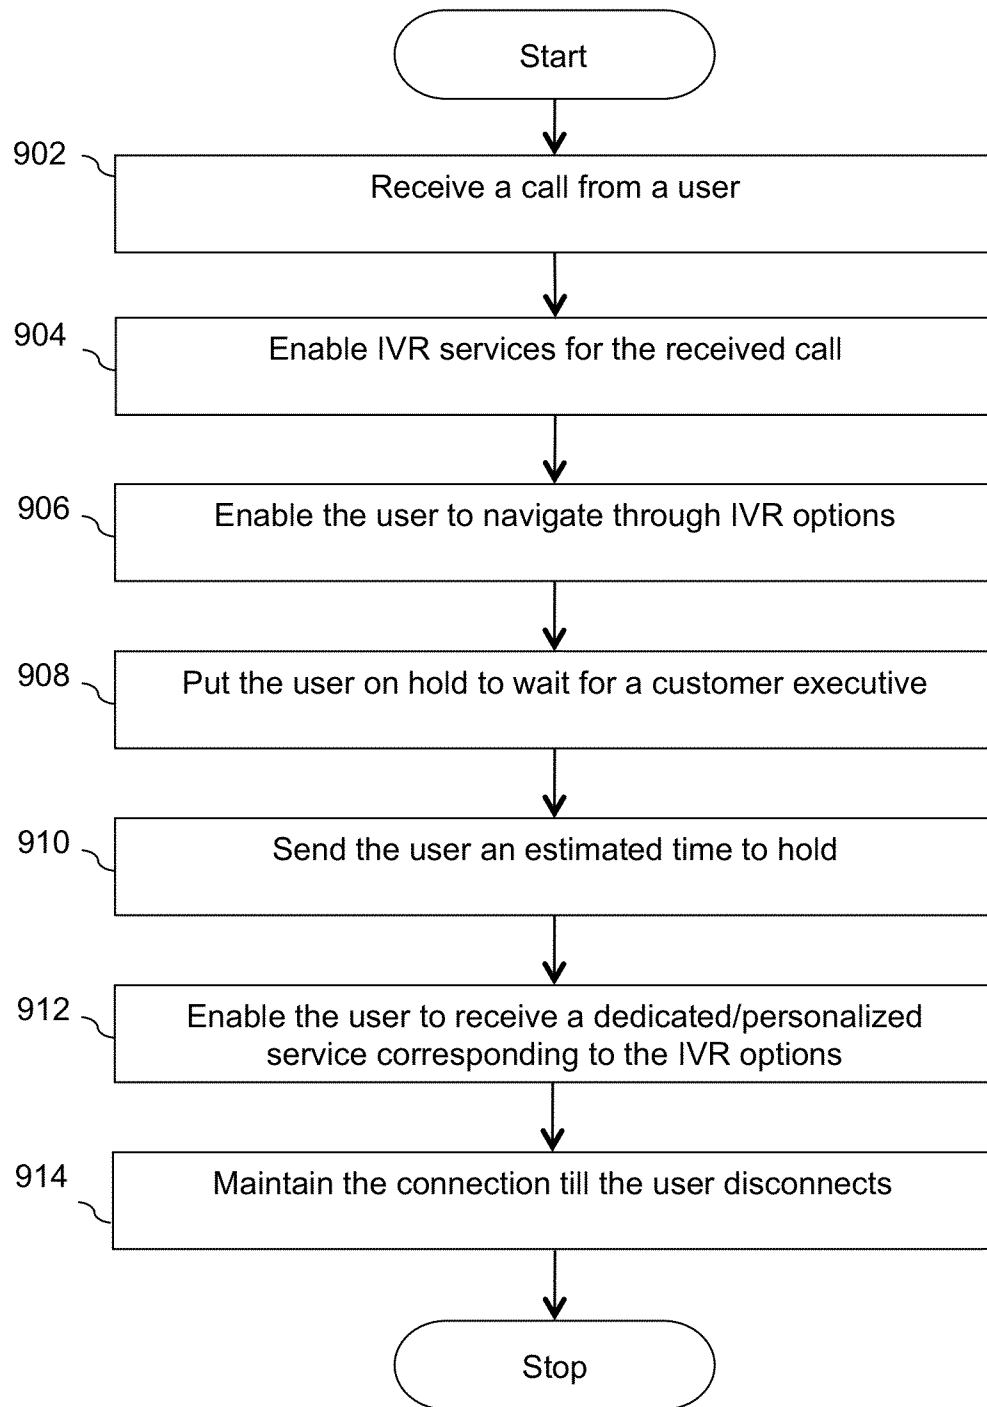 Start
902
Receive a call from a user
904
Enable IVR services for the received call
906
Enable the user to navigate through IVR options
908
Put the user on hold to wait for a customer executive
910
Send the user an estimated time to hold
912
Enable the user to receive a dedicated/personalized
service corresponding to the IVR options
914
Maintain the connection till the user disconnects
Stop